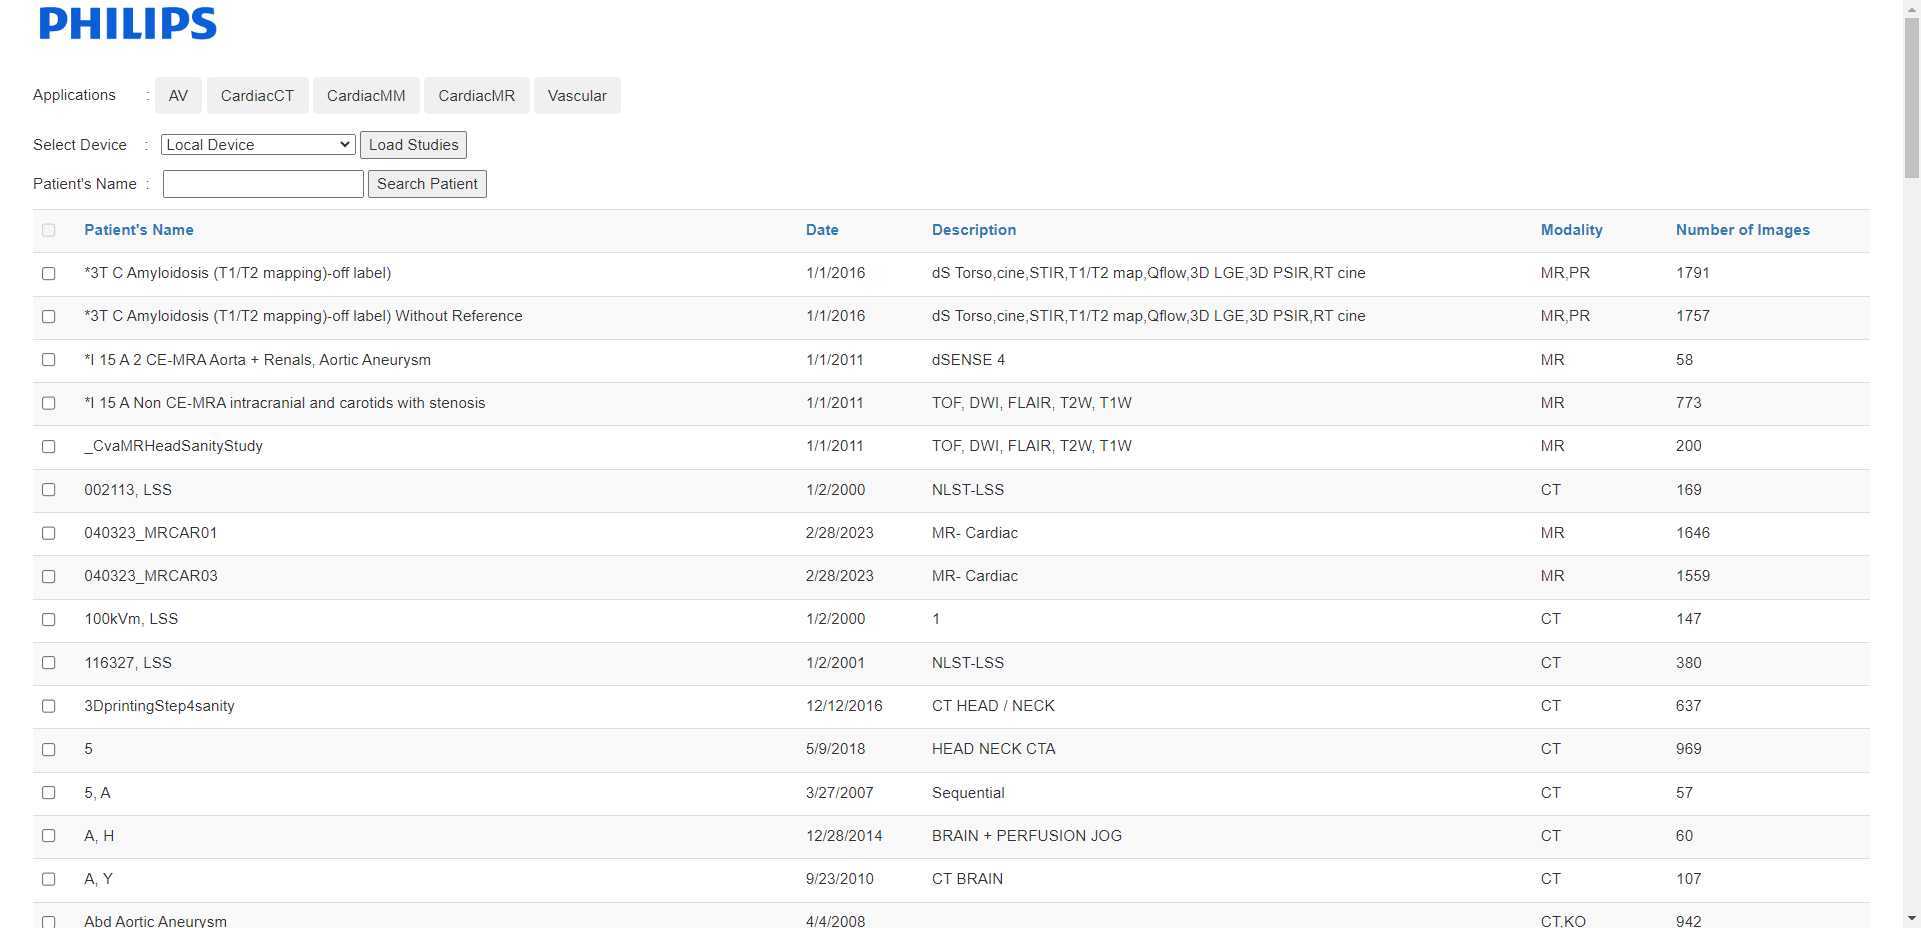 PHILIPS
Applications : AV CardiacCT CardiacMM CardiacMR Vascular
Select Device : Local Device Load Studies
Patient's Name : Search Patient
Patient's Name Date Description Modality Number of Images
*3T C Amyloidosis (T1/T2 mapping)-off label) 1/1/2016 dS Torso,cine,STIR,T1/T2 map,Qflow,3D LGE,3D PSIR,RT cine MR,PR 1791
*3T C Amyloidosis (T1/T2 mapping)-off label) Without Reference 1/1/2016 dS Torso,cine,STIR,T1/T2 map,Qflow,3D LGE,3D PSIR,RT cine MR,PR 1757
*I 15 A 2 CE-MRA Aorta + Renals, Aortic Aneurysm 1/1/2011 dSENSE 4 MR 58
*I 15 A Non CE-MRA intracranial and carotids with stenosis 1/1/2011 TOF, DWI, FLAIR, T2W, T1W MR 773
_CvaMRHeadSanityStudy 1/1/2011 TOF, DWI, FLAIR, T2W, T1W MR 200
002113, LSS 1/2/2000 NLST-LSS CT 169
040323_MRCAR01 2/28/2023 MR- Cardiac MR 1646
040323_MRCAR03 2/28/2023 MR- Cardiac MR 1559
100kVm, LSS 1/2/2000 1 CT 147
116327, LSS 1/2/2001 NLST-LSS CT 380
3DprintingStep4sanity 12/12/2016 CT HEAD / NECK CT 637
5 5/9/2018 HEAD NECK CTA CT 969
5, A 3/27/2007 Sequential CT 57
A, H 12/28/2014 BRAIN + PERFUSION JOG CT 60
A, Y 9/23/2010 CT BRAIN CT 107
Abd Aortic Aneurysm 4/4/2008 CT,KO 942